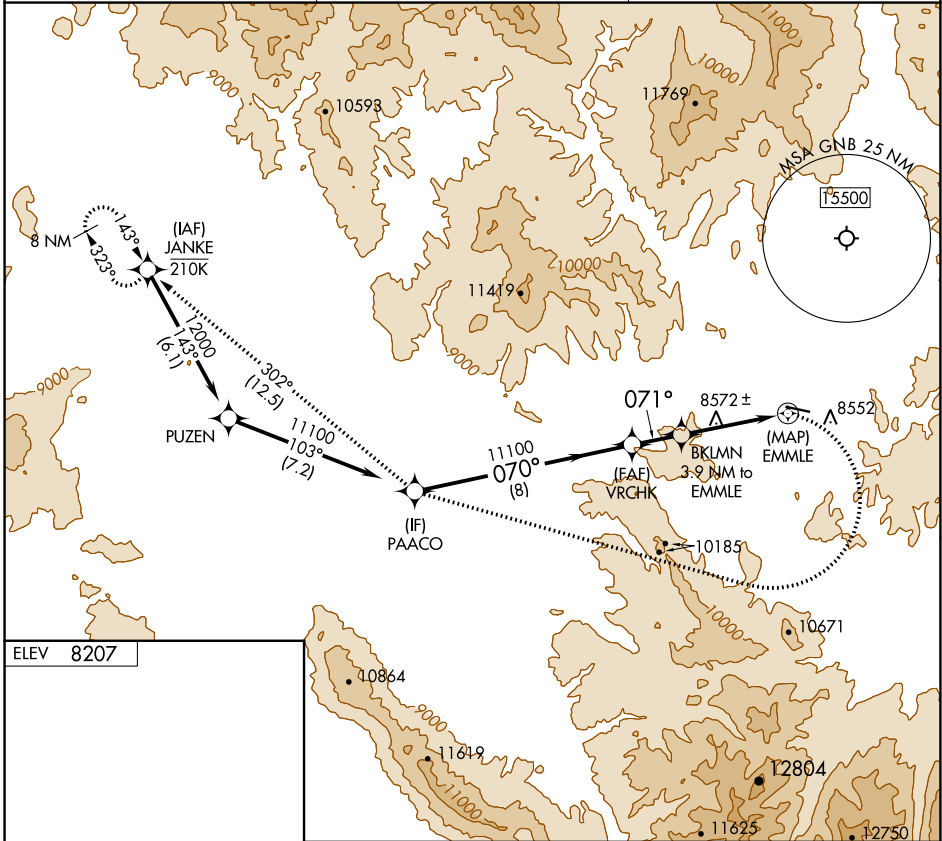 11000
9000
10000
10593
11769
MSA GNB 25 NM
15500
8 NM
143°
323°
(IAF)
JANKE
210K
10000
11419
12000
143°
(6.1)
302°
(12.5)
9000
9000
PUZEN
11100
103°
(7.2)
071°
8572 ±
8552
(MAP)
EMMLE
BKLMN
3.9 NM to
EMMLE
11100
070°
(8)
(FAF)
VRCHK
(IF)
PAACO
10185
10000
10671
ELEV 8207
10864
9000
11619
11000
12804
11625
12750